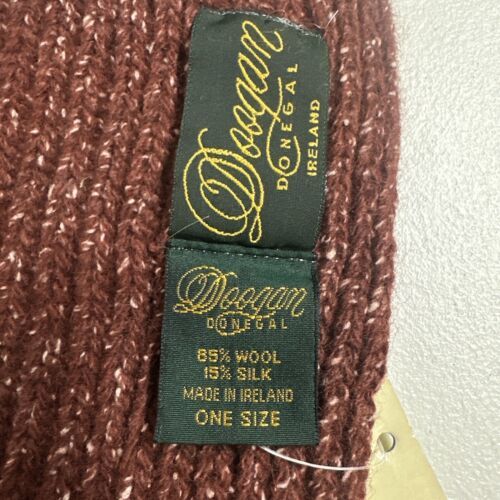 Doogan
DONEGAL
IRELAND
Doogan
DONEGAL
85% WOOL
15% SILK
MADE IN IRELAND
ONE SIZE